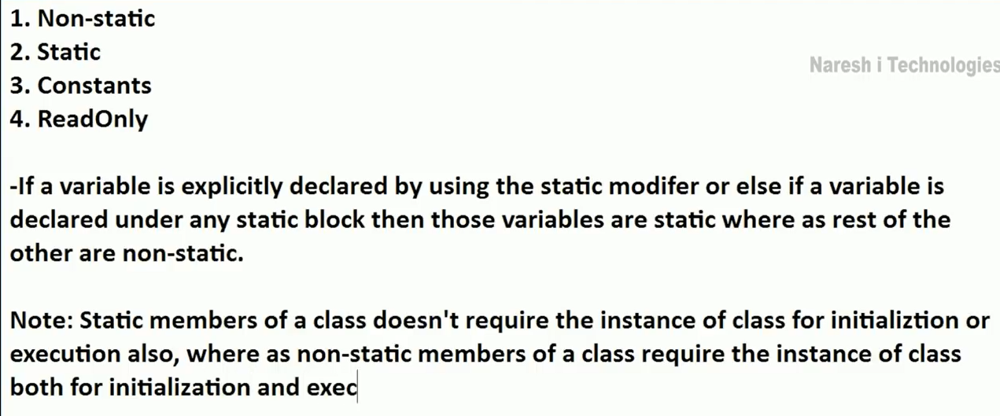 1. Non-static
2. Static
Naresh i Technologies
3. Constants
4. ReadOnly
-If a variable is explicitly declared by using the static modifer or else if a variable is
declared under any static block then those variables are static where as rest of the
other are non-static.
Note: Static members of a class doesn't require the instance of class for initializtion or
execution also, where as non-static members of a class require the instance of class
both for initialization and exec